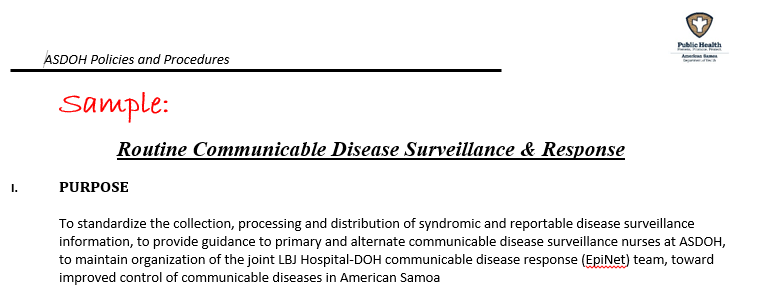 Public Health
American Samoa
ASDOH Policies and Procedures
Sample:
Routine Communicable Disease Surveillance & Response
I. PURPOSE
To standardize the collection, processing and distribution of syndromic and reportable disease surveillance
information, to provide guidance to primary and alternate communicable disease surveillance nurses at ASDOH,
to maintain organization of the joint LBJ Hospital-DOH communicable disease response (EpiNet) team, toward
improved control of communicable diseases in American Samoa